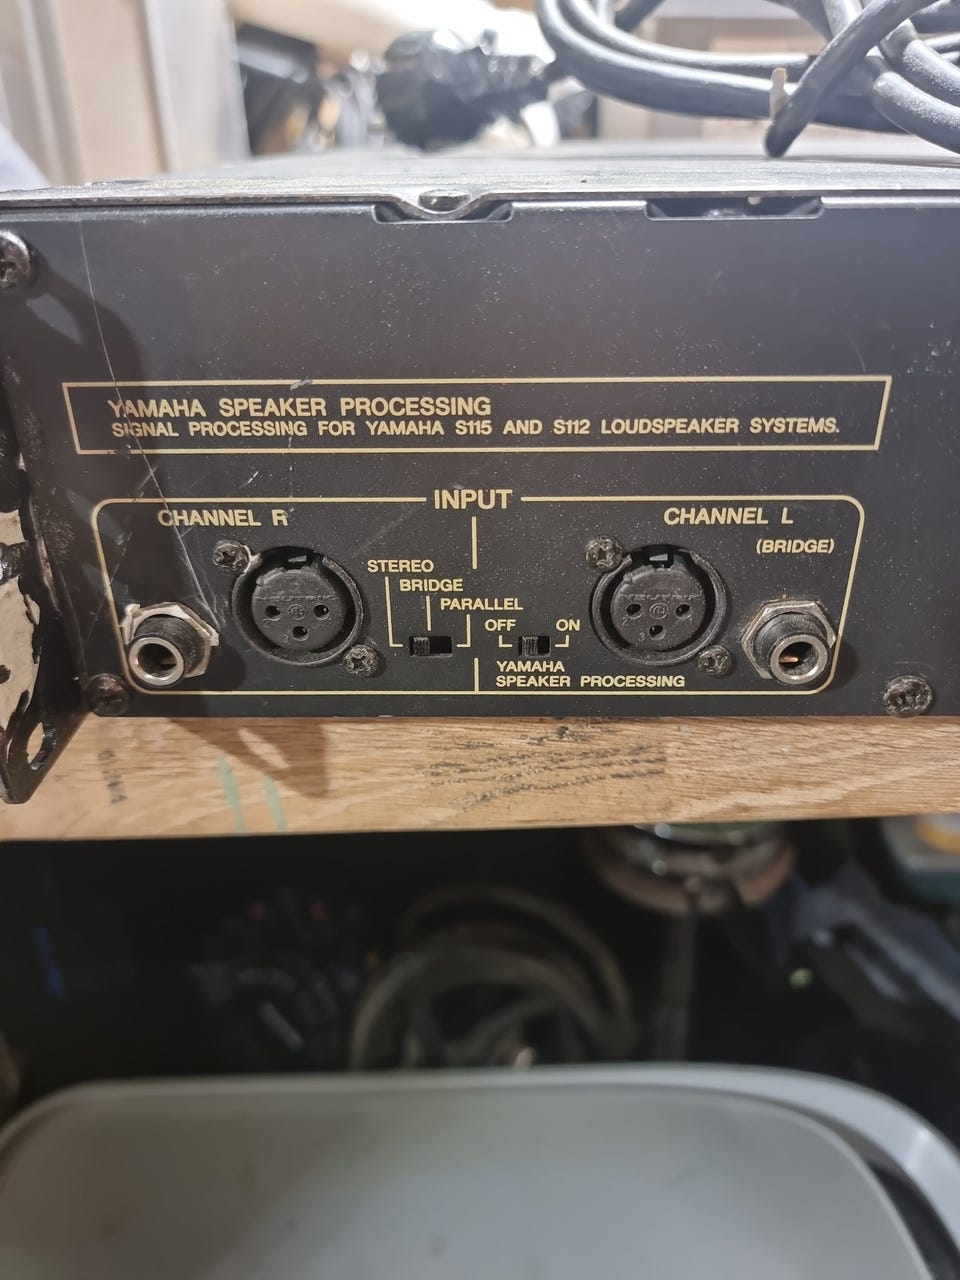 YAMAHA SPEAKER PROCESSING
SIGNAL PROCESSING FOR YAMAHA S115 AND S112 LOUDSPEAKER SYSTEMS.
INPUT
CHANNEL R
CHANNEL L
(BRIDGE)
STEREO
BRIDGE
PARALLEL
OFF
ON
YAMAHA
SPEAKER PROCESSING